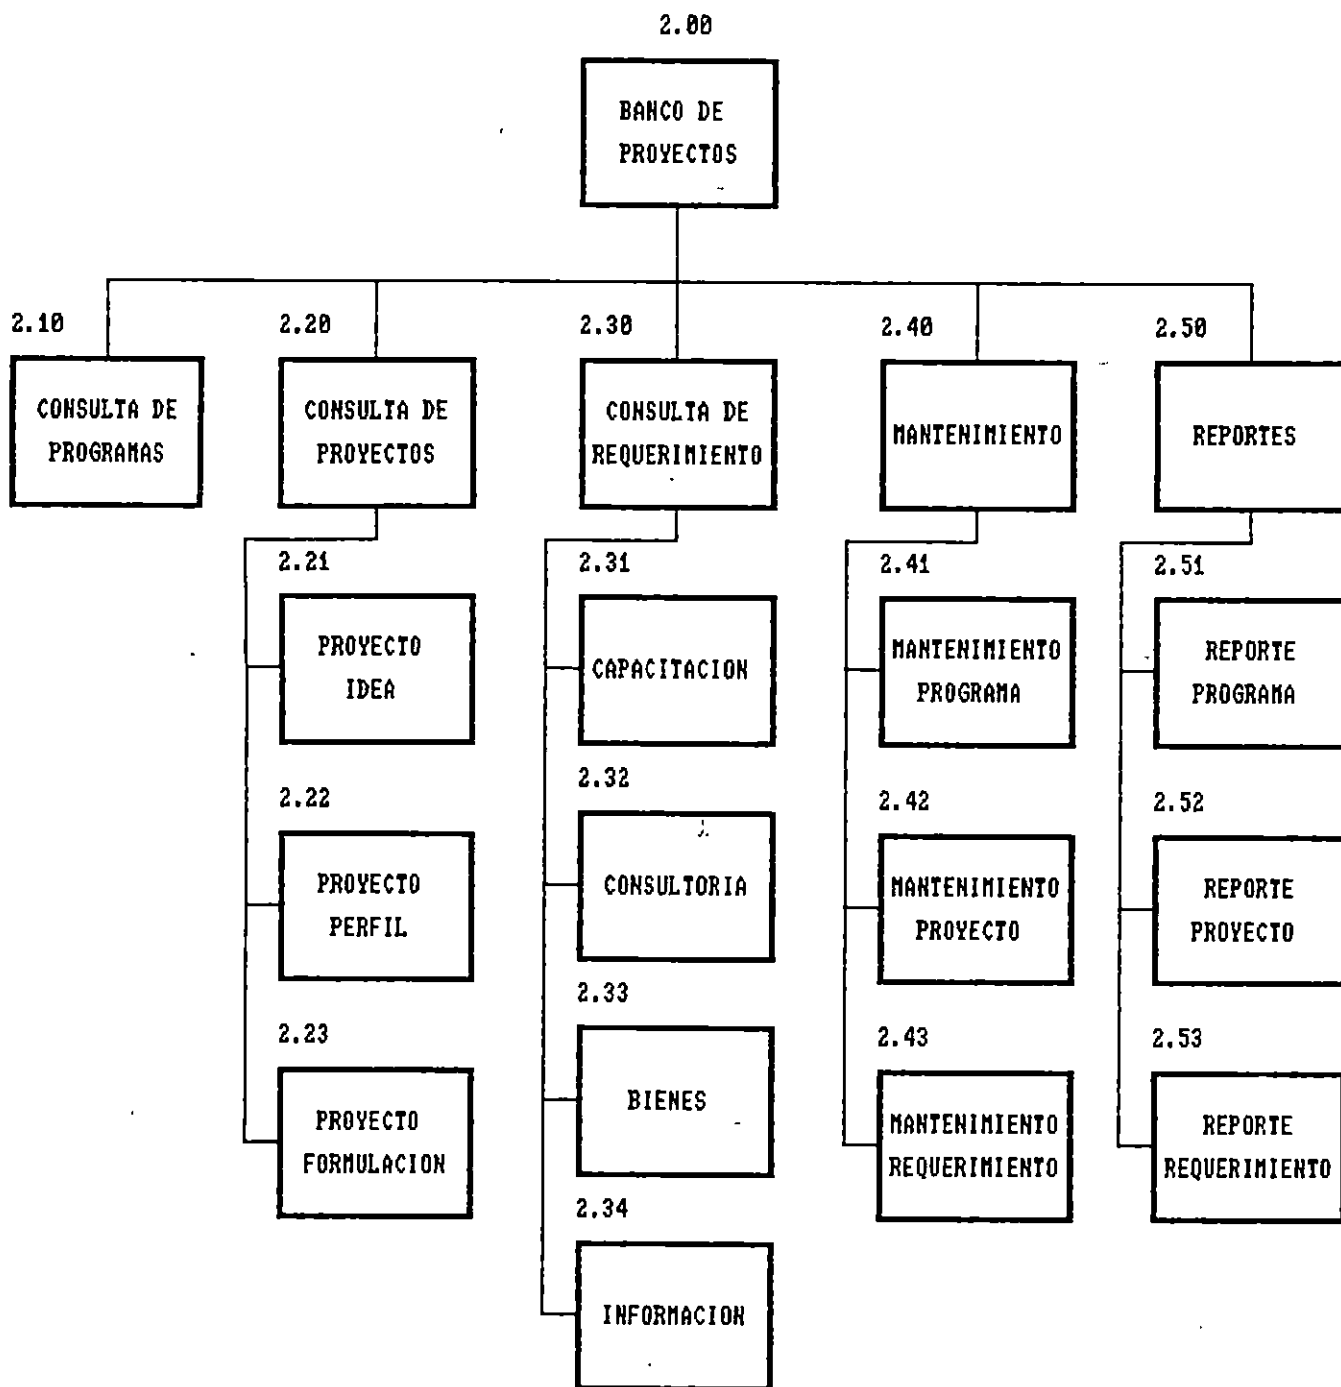 2.00
BANCO DE
PROYECTOS
2.10
CONSULTA DE
PROGRAMAS
2.20
CONSULTA DE
PROYECTOS
2.30
CONSULTA DE
REQUERIMIENTO
2.40
MANTENIMIENTO
2.50
REPORTES
2.21
PROYECTO
IDEA
2.22
PROYECTO
PERFIL
2.23
PROYECTO
FORMULACION
2.31
CAPACITACION
2.32
CONSULTORIA
2.33
BIENES
2.34
INFORMACION
2.41
MANTENIMIENTO
PROGRAMA
2.42
MANTENIMIENTO
PROYECTO
2.43
MANTENIMIENTO
REQUERIMIENTO
2.51
REPORTE
PROGRAMA
2.52
REPORTE
PROYECTO
2.53
REPORTE
REQUERIMIENTO